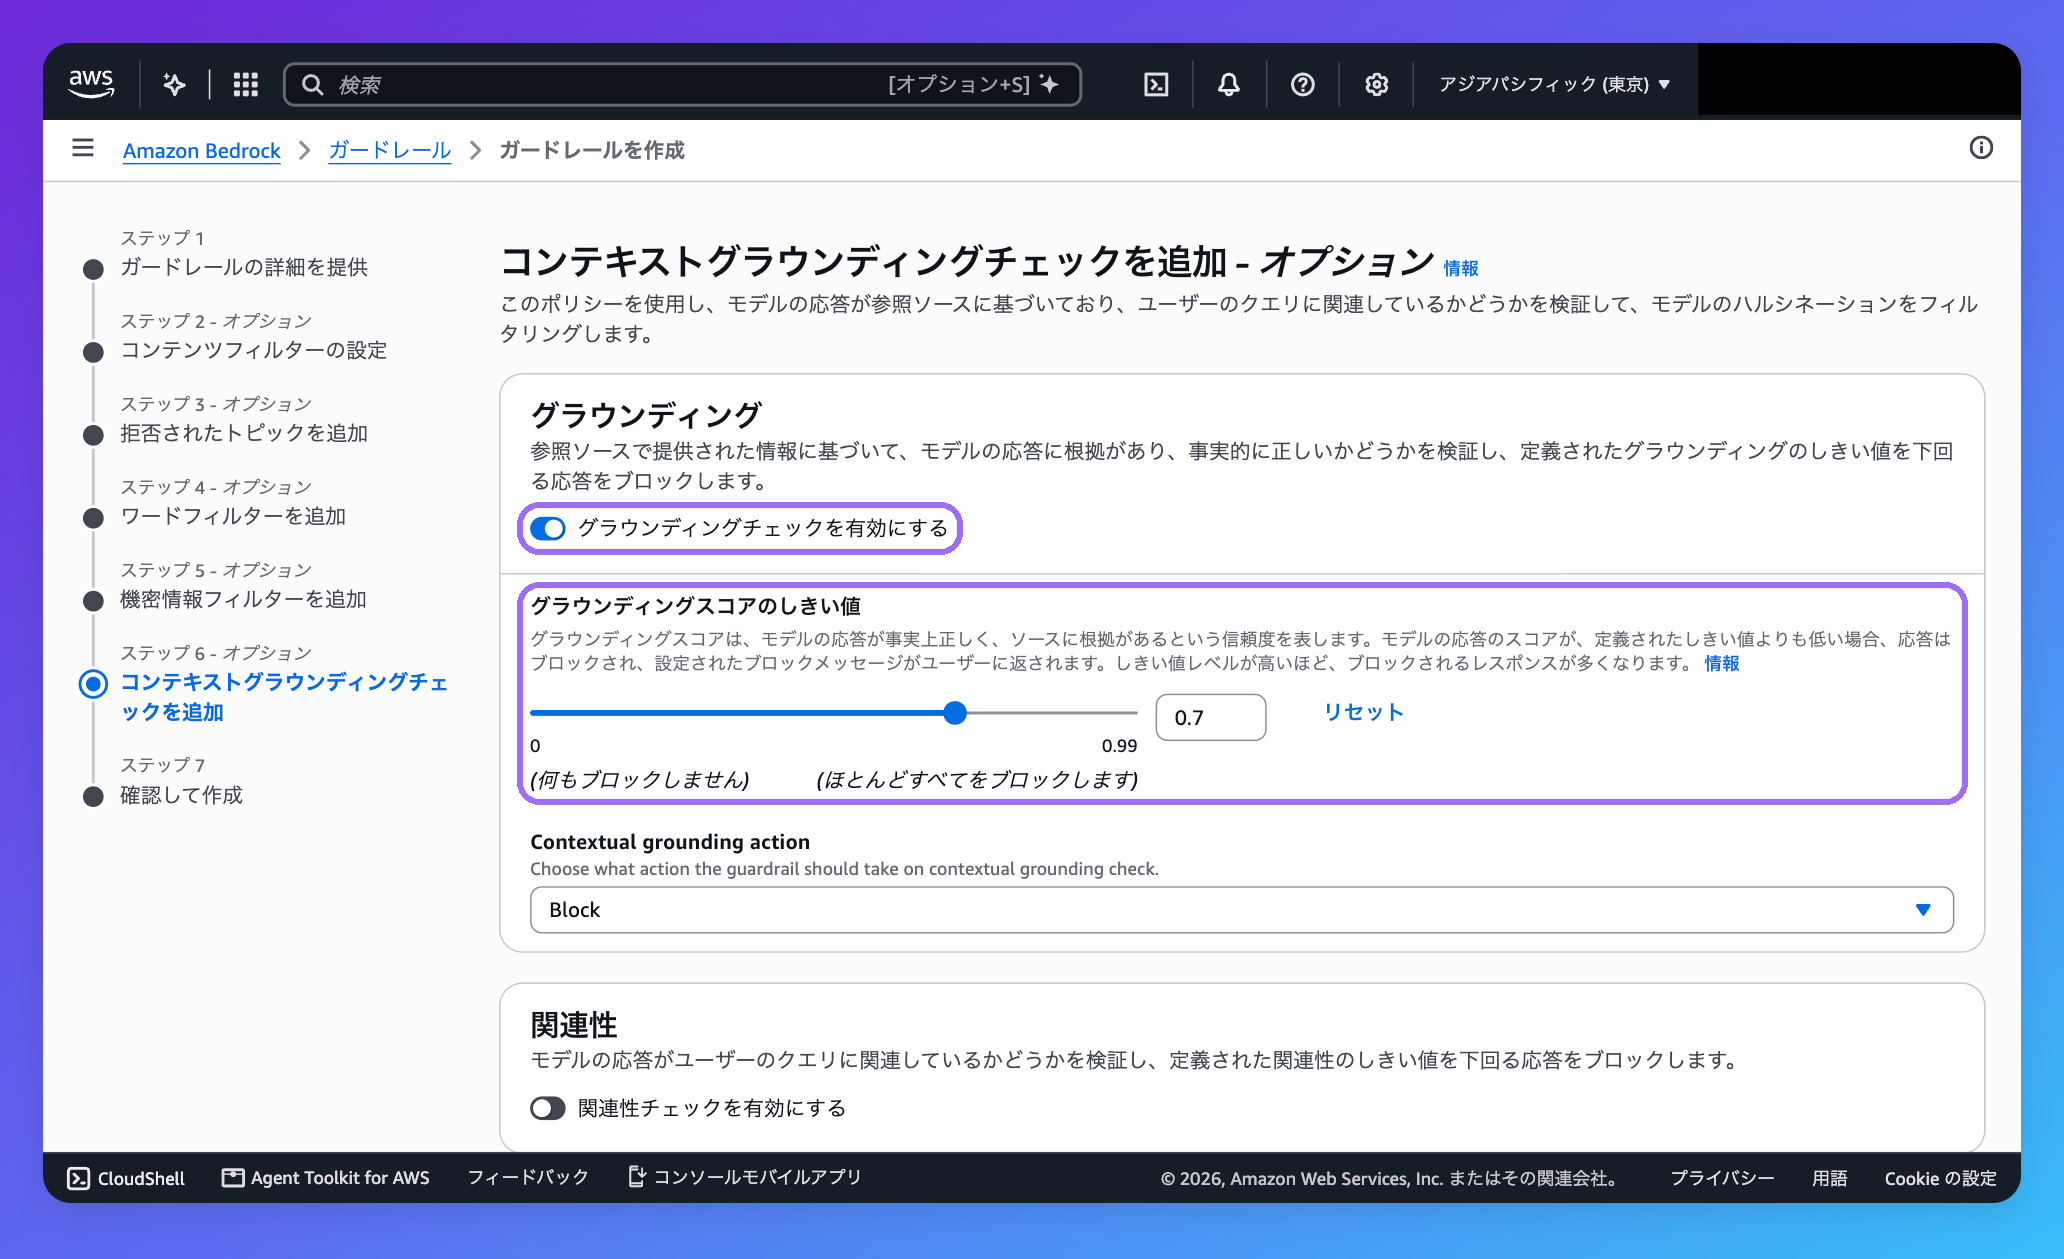 aws
検索
[オプション+S]
アジアパシフィック (東京) ▼
Amazon Bedrock
ガードレール
ガードレールを作成
ステップ 1
ガードレールの詳細を提供
ステップ 2 - オプション
コンテンツフィルターの設定
ステップ 3 - オプション
拒否されたトピックを追加
ステップ 4 - オプション
ワードフィルターを追加
ステップ 5 - オプション
機密情報フィルターを追加
ステップ 6 - オプション
コンテキストグラウンディングチェ
ックを追加
ステップ 7
確認して作成
コンテキストグラウンディングチェックを追加 - オプション 情報
このポリシーを使用し、モデルの応答が参照ソースに基づいており、ユーザーのクエリに関連しているかどうかを検証して、モデルのハルシネーションをフィル
タリングします。
グラウンディング
参照ソースで提供された情報に基づいて、モデルの応答に根拠があり、事実的に正しいかどうかを検証し、定義されたグラウンディングのしきい値を下回
る応答をブロックします。
グラウンディングチェックを有効にする
グラウンディングスコアのしきい値
グラウンディングスコアは、モデルの応答が事実上正しく、ソースに根拠があるという信頼度を表します。モデルの応答のスコアが、定義されたしきい値よりも低い場合、応答は
ブロックされ、設定されたブロックメッセージがユーザーに返されます。しきい値レベルが高いほど、ブロックされるレスポンスが多くなります。 情報
0.7
リセット
0
0.99
(何もブロックしません)
(ほとんどすべてをブロックします)
Contextual grounding action
Choose what action the guardrail should take on contextual grounding check.
Block
関連性
モデルの応答がユーザーのクエリに関連しているかどうかを検証し、定義された関連性のしきい値を下回る応答をブロックします。
関連性チェックを有効にする
CloudShell
Agent Toolkit for AWS
フィードバック
コンソールモバイルアプリ
© 2026, Amazon Web Services, Inc. またはその関連会社。
プライバシー
用語
Cookie の設定